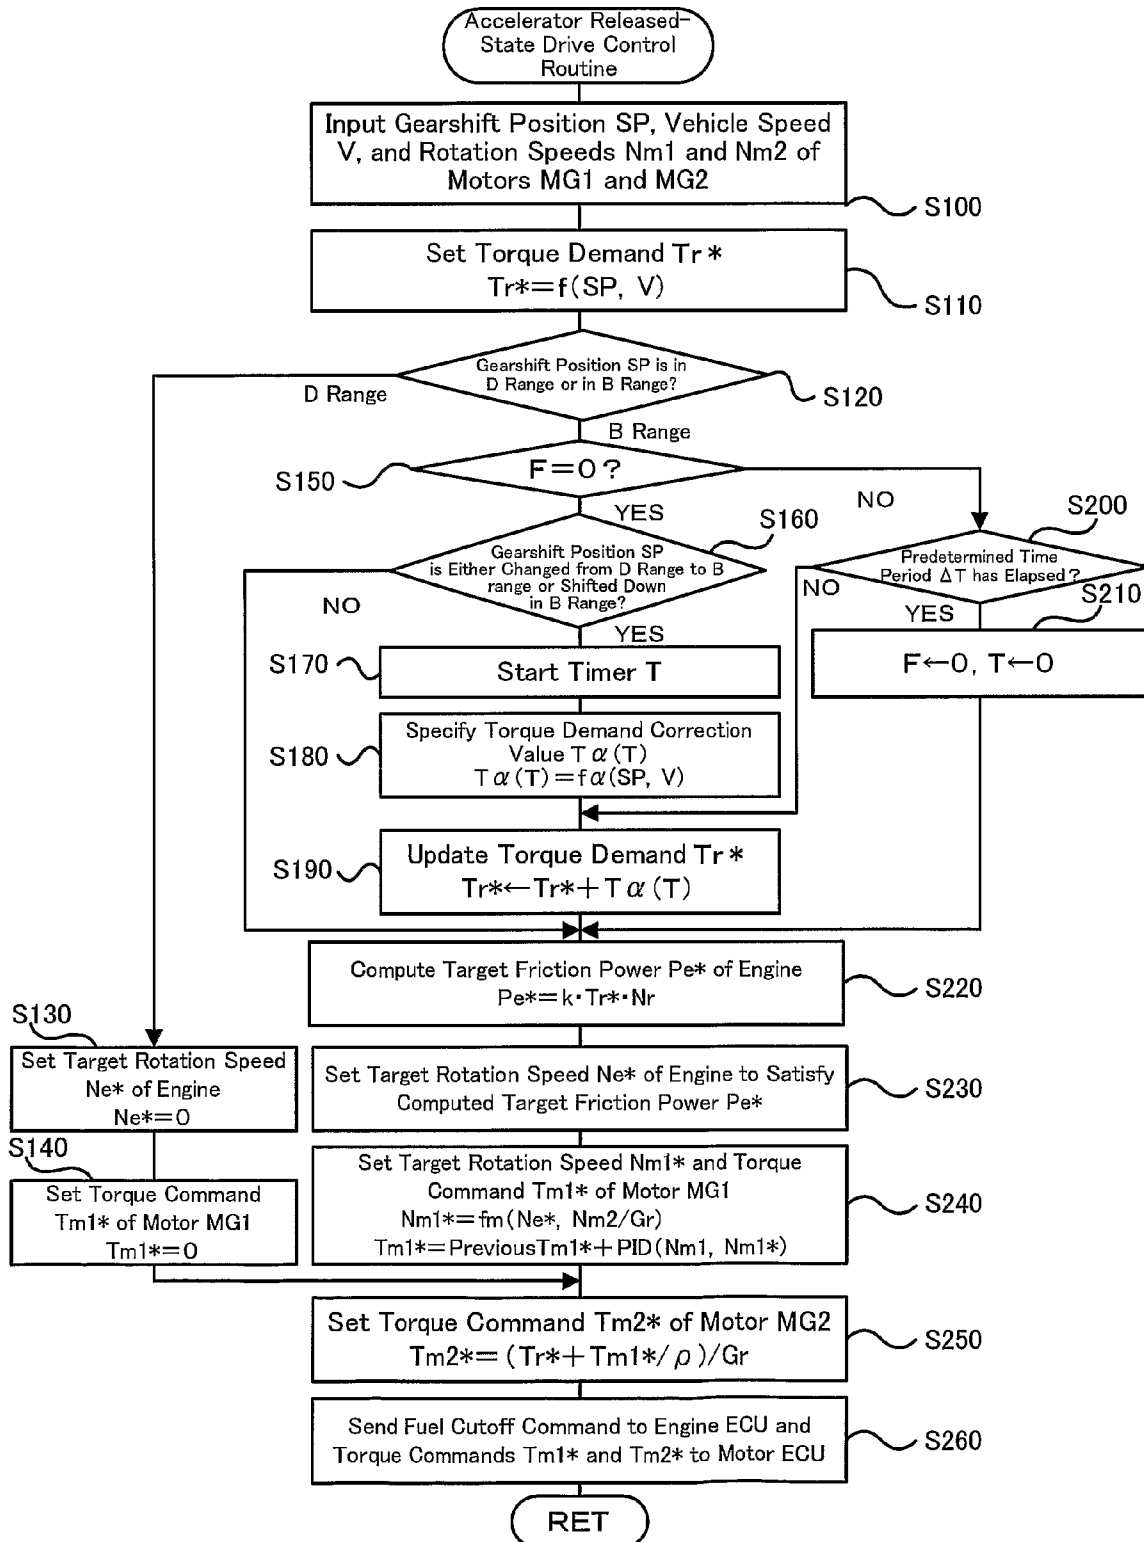 Accelerator Released-
State Drive Control
Routine
Input Gearshift Position SP, Vehicle Speed
V, and Rotation Speeds Nm1 and Nm2 of
Motors MG1 and MG2
S100
Set Torque Demand Tr*
Tr*=f(SP, V)
S110
Gearshift Position SP is in
D Range or in B Range?
S120
D Range
B Range
S150
F=0?
NO
YES
S160
Gearshift Position SP
is Either Changed from D Range to B
range or Shifted Down
in B Range?
NO
YES
S200
Predetermined Time
Period ΔT has Elapsed?
NO
YES
S210
F←0, T←0
S170
Start Timer T
S180
Specify Torque Demand Correction
Value Tα(T)
Tα(T)=fα(SP, V)
S190
Update Torque Demand Tr*
Tr*←Tr*+Tα(T)
Compute Target Friction Power Pe* of Engine
Pe*=k·Tr*·Nr
S220
S130
Set Target Rotation Speed
Ne* of Engine
Ne*=0
Set Target Rotation Speed Ne* of Engine to Satisfy
Computed Target Friction Power Pe*
S230
S140
Set Torque Command
Tm1* of Motor MG1
Tm1*=0
Set Target Rotation Speed Nm1* and Torque
Command Tm1* of Motor MG1
Nm1*=fm(Ne*, Nm2/Gr)
Tm1*=PreviousTm1*+PID(Nm1, Nm1*)
S240
Set Torque Command Tm2* of Motor MG2
Tm2*=(Tr*+Tm1*/ρ)/Gr
S250
Send Fuel Cutoff Command to Engine ECU and
Torque Commands Tm1* and Tm2* to Motor ECU
S260
RET